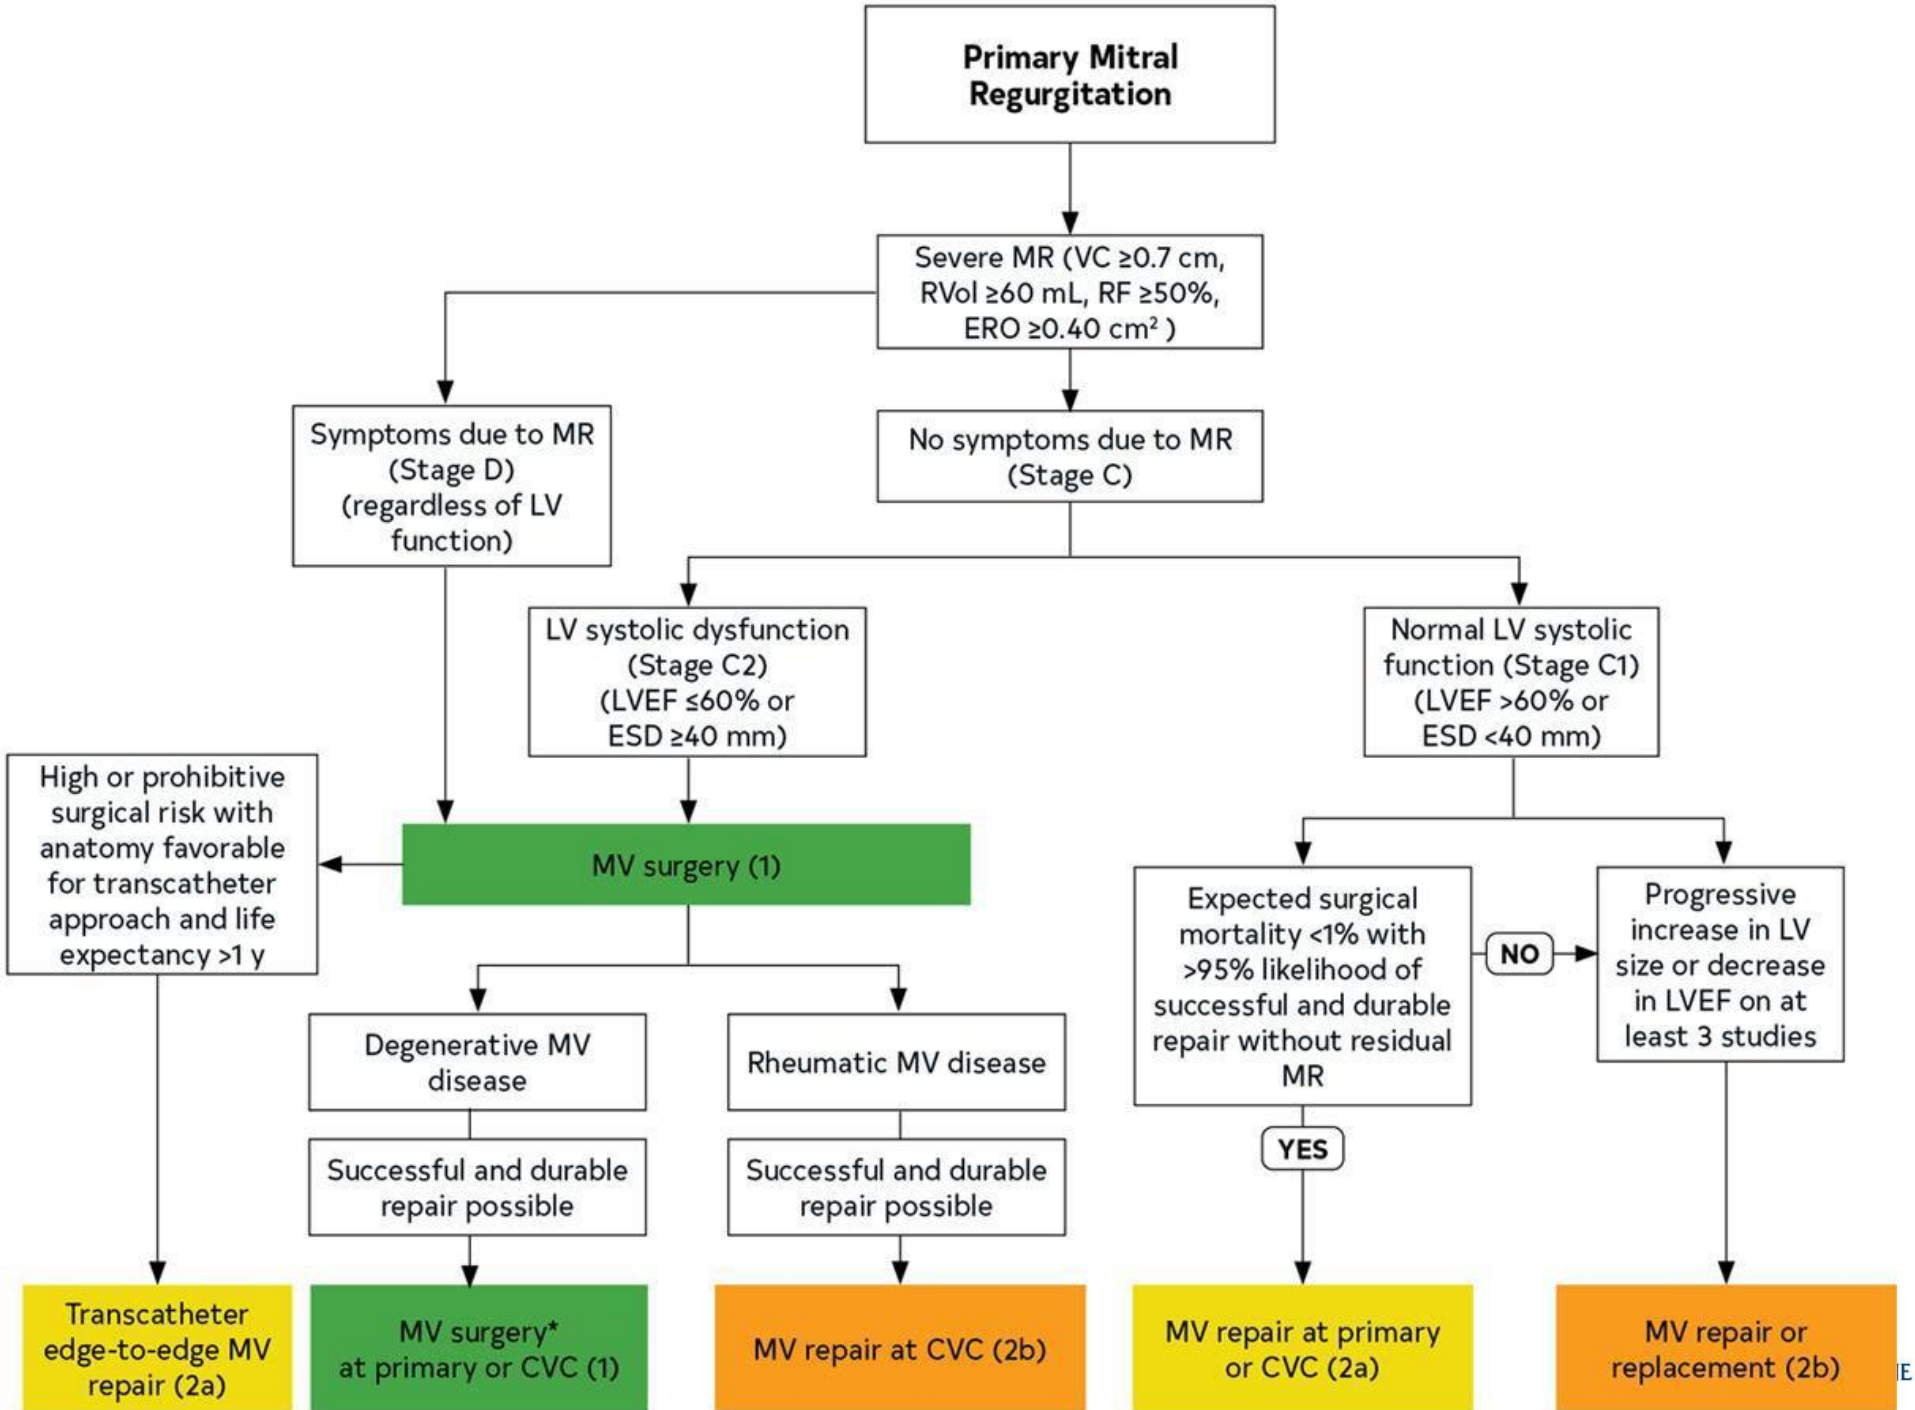 Primary Mitral
Regurgitation
Severe MR (VC ≥0.7 cm,
RVol ≥60 mL, RF ≥50%,
ERO ≥0.40 cm² )
Symptoms due to MR
(Stage D)
(regardless of LV
function)
No symptoms due to MR
(Stage C)
LV systolic dysfunction
(Stage C2)
(LVEF ≤60% or
ESD ≥40 mm)
Normal LV systolic
function (Stage C1)
(LVEF >60% or
ESD <40 mm)
High or prohibitive
surgical risk with
anatomy favorable
for transcatheter
approach and life
expectancy >1 y
MV surgery (1)
Expected surgical
mortality <1% with
>95% likelihood of
successful and durable
repair without residual
MR
NO
Progressive
increase in LV
size or decrease
in LVEF on at
least 3 studies
Degenerative MV
disease
Rheumatic MV disease
YES
Successful and durable
repair possible
Successful and durable
repair possible
Transcatheter
edge-to-edge MV
repair (2a)
MV surgery*
at primary or CVC (1)
MV repair at CVC (2b)
MV repair at primary
or CVC (2a)
MV repair or
replacement (2b)